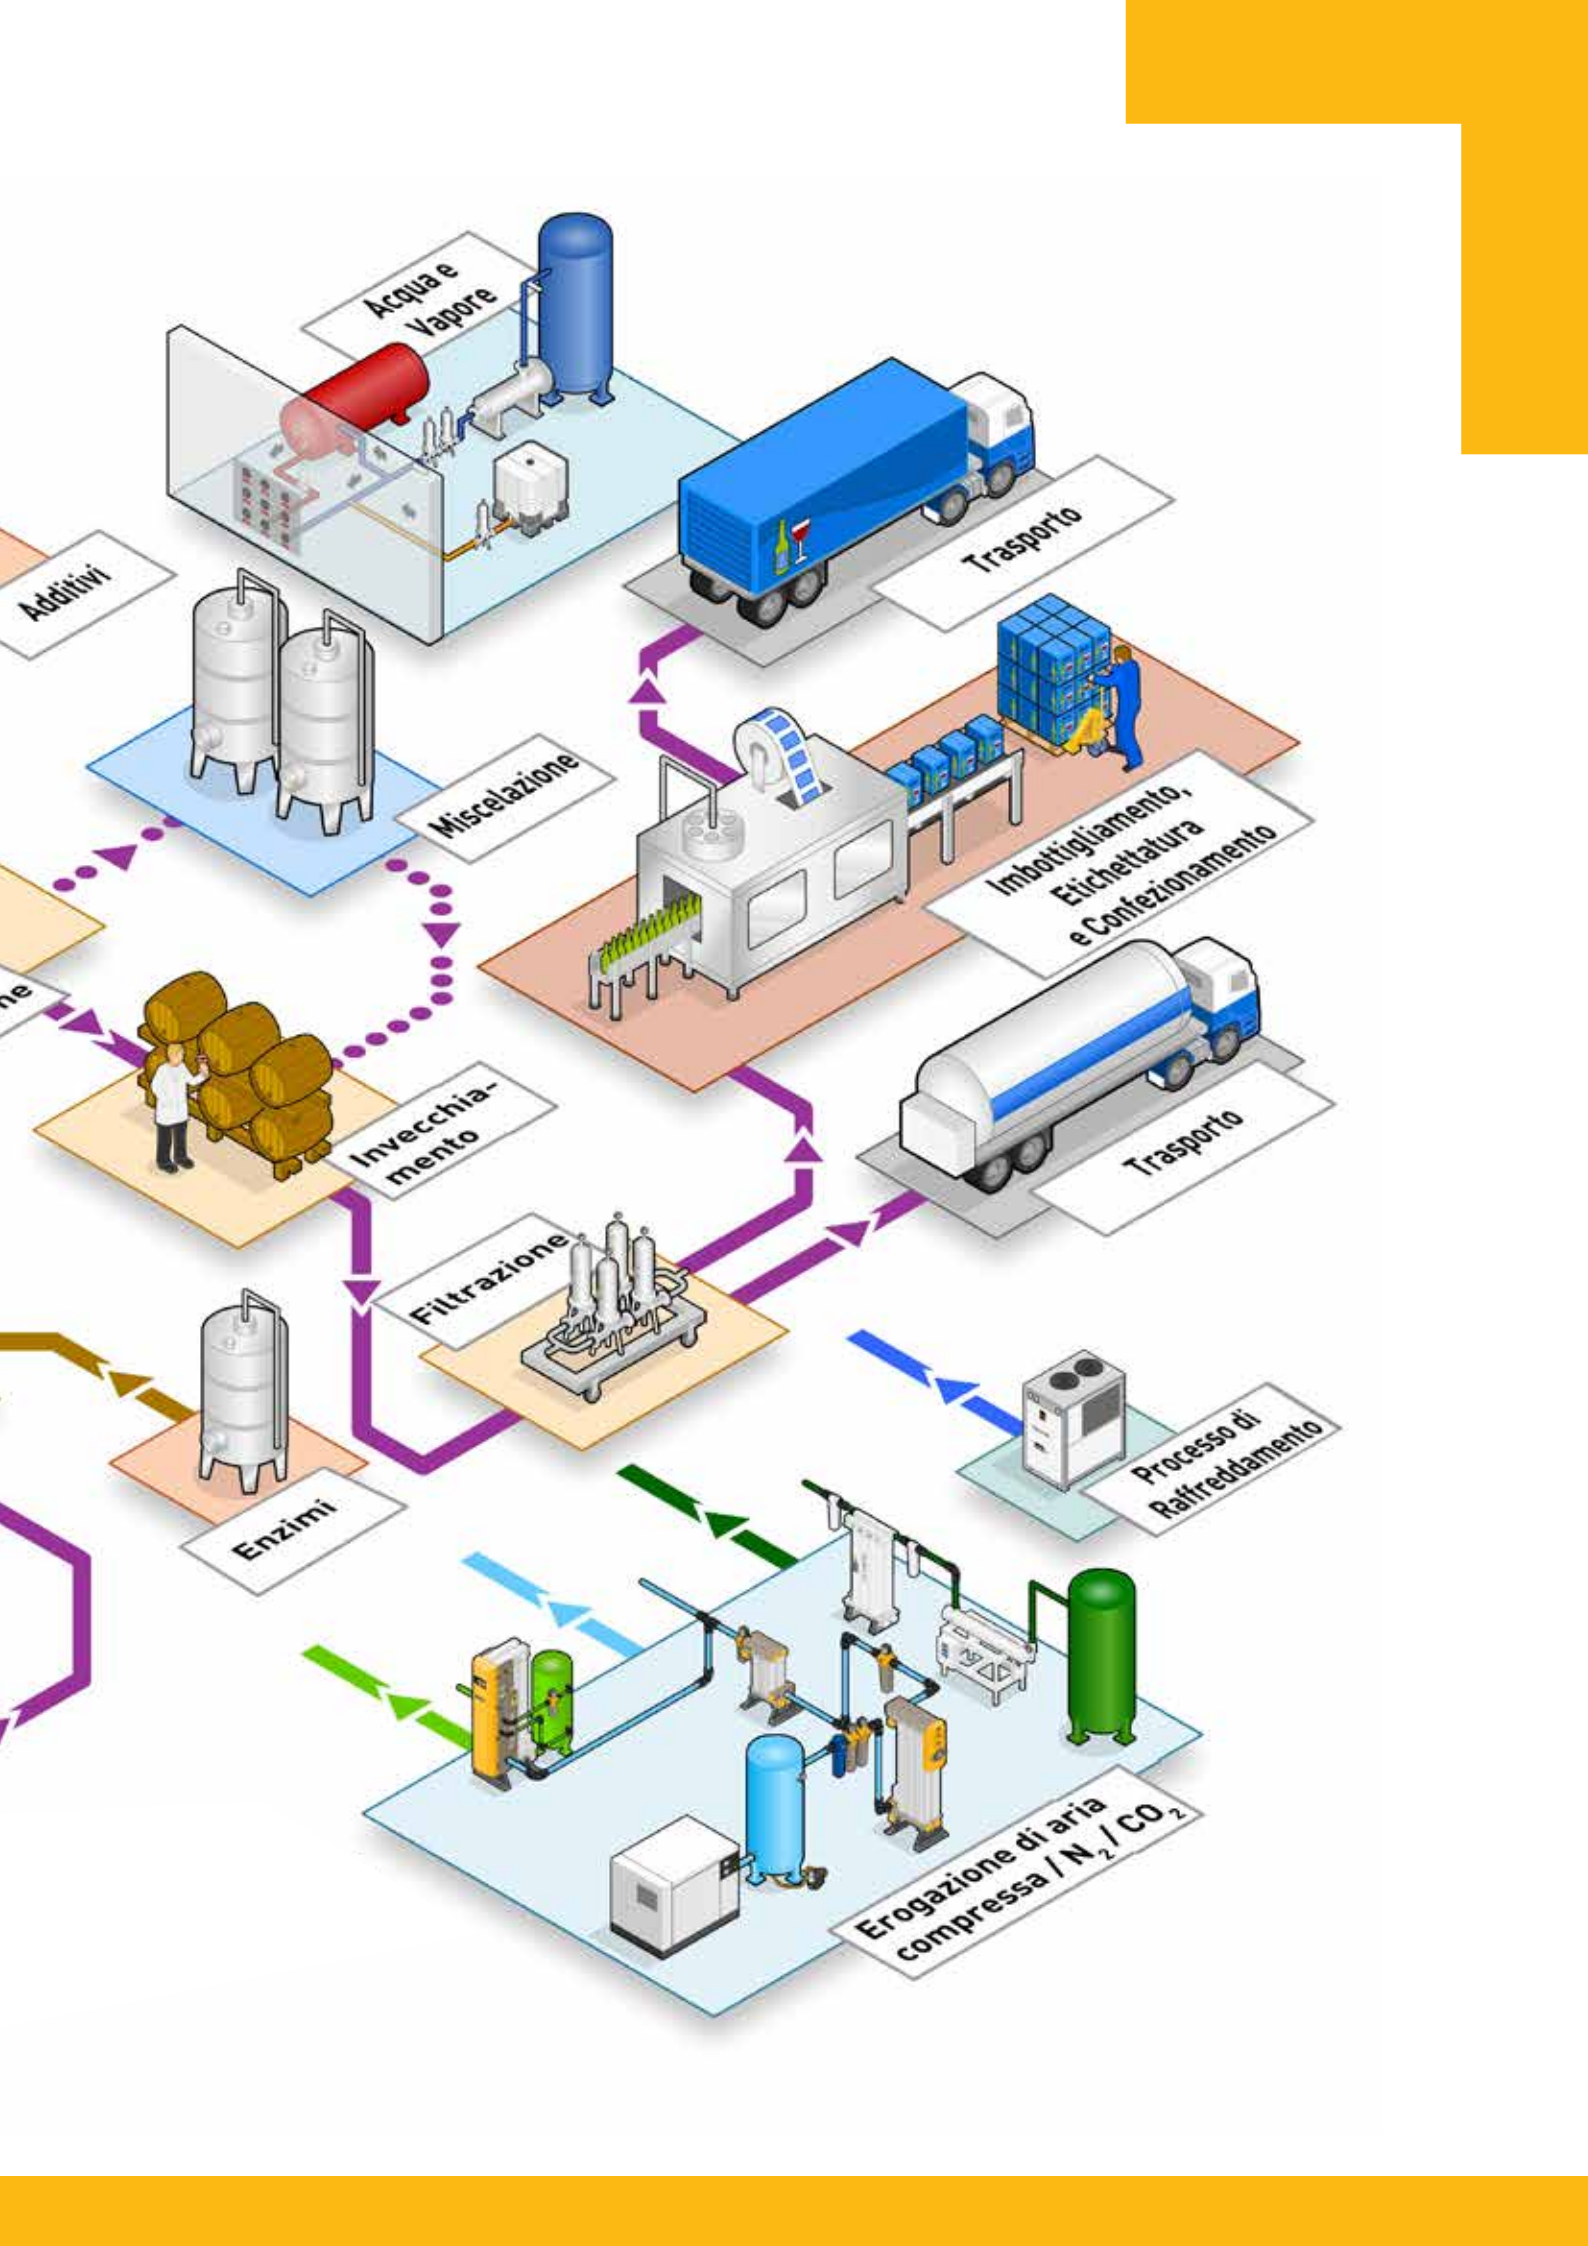 Acqua e
Vapore
Trasporto
Additivi
Miscelazione
Imbottigliamento,
Etichettatura
e Confezionamento
ne
Invecchia-
mento
Trasporto
Filtrazione
Processo di
Raffreddamento
Enzimi
Erogazione di aria
compressa / N₂ / CO₂